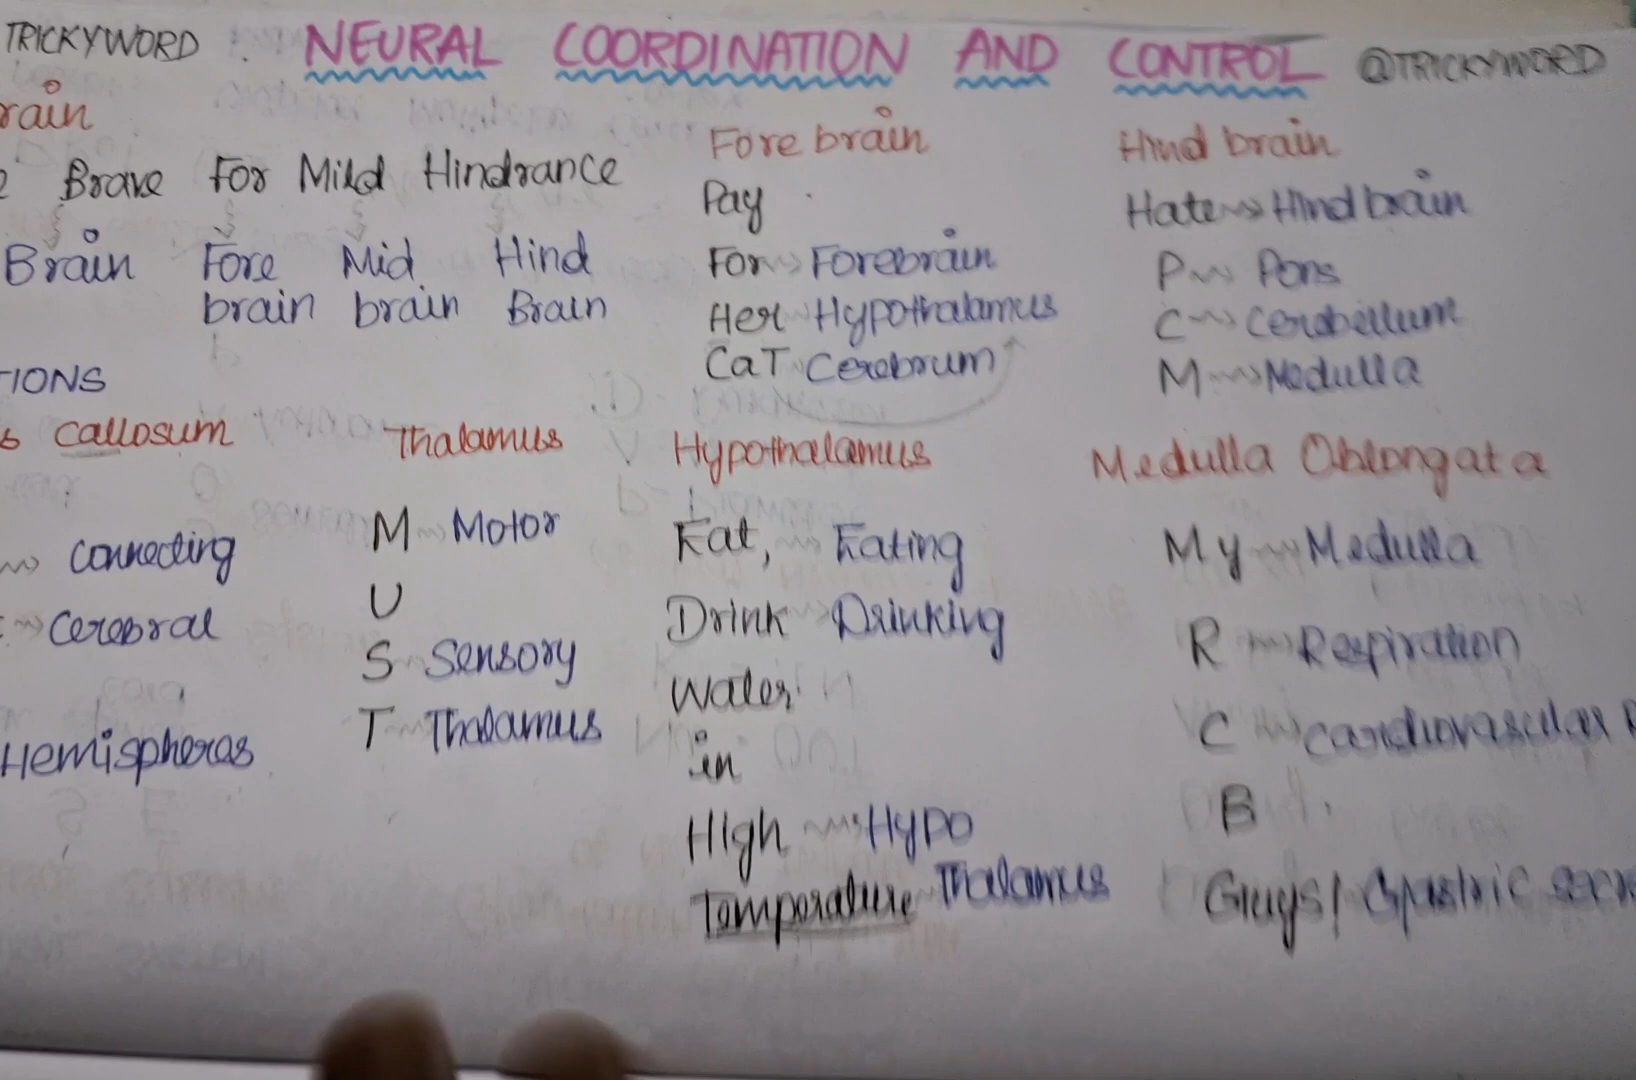 TRICKYWORD : NEURAL COORDINATION AND CONTROL @TRICKYWORD
rain
Brave For Mild Hindrance
Brain Fore Mid Hind
brain brain Brain
Fore brain
Pay
For Forebrain
Her Hypothalamus
CaT Cerebrum
Hind brain
Hate Hind brain
P Pons
C Cerebellum
M Medulla
TIONS
s Callosum
Connecting
Cerebral
Hemispheres
Thalamus
M Motor
U
S Sensory
T Thalamus
Hypothalamus
Eat, Eating
Drink Drinking
Water
in
High Hypo
Temperature Thalamus
Medulla Oblongata
My Medulla
R Respiration
C Cardiovascular R
B
Guys! Gastric secr